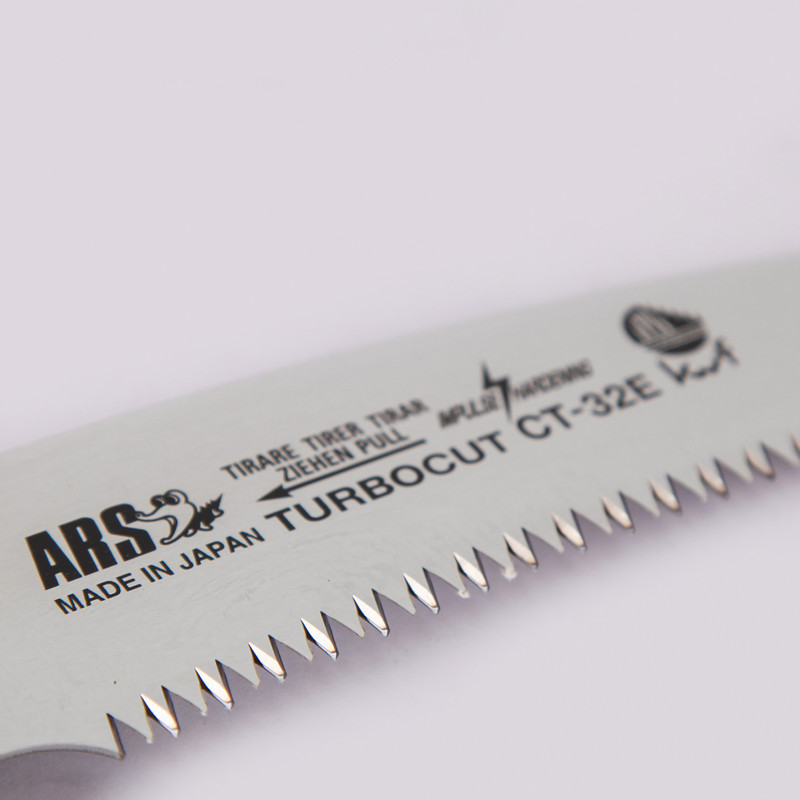 ARS
MADE IN JAPAN
TIRARE TIRER TIRAR
ZIEHEN PULL
TURBOCUT CT-32E
IMPULSE HARDENING